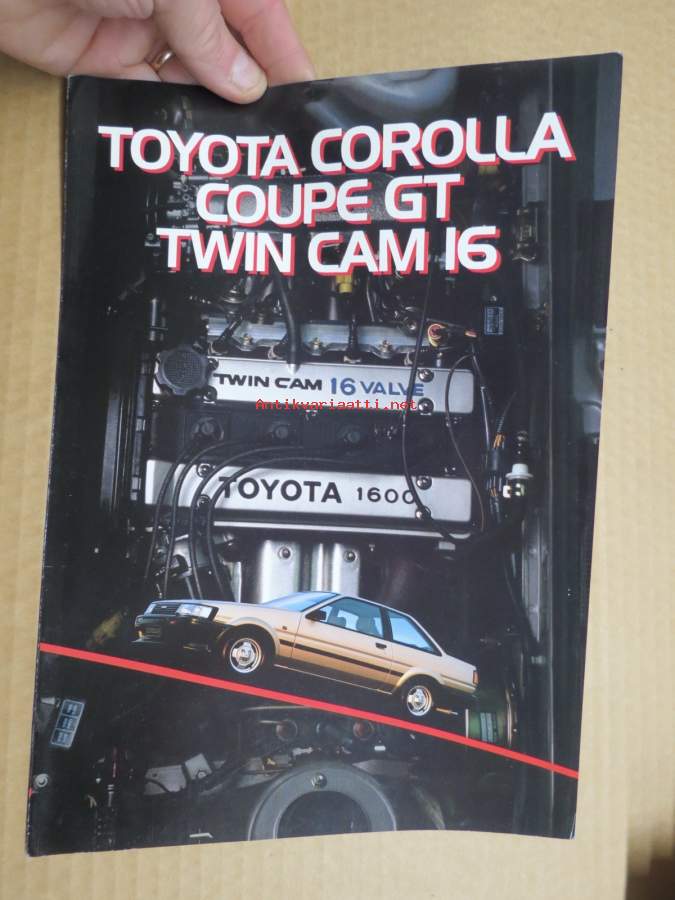 TOYOTA COROLLA
COUPE GT
TWIN CAM 16
TWIN CAM 16 VALVE
Antikvariaatti.net
TOYOTA 1600